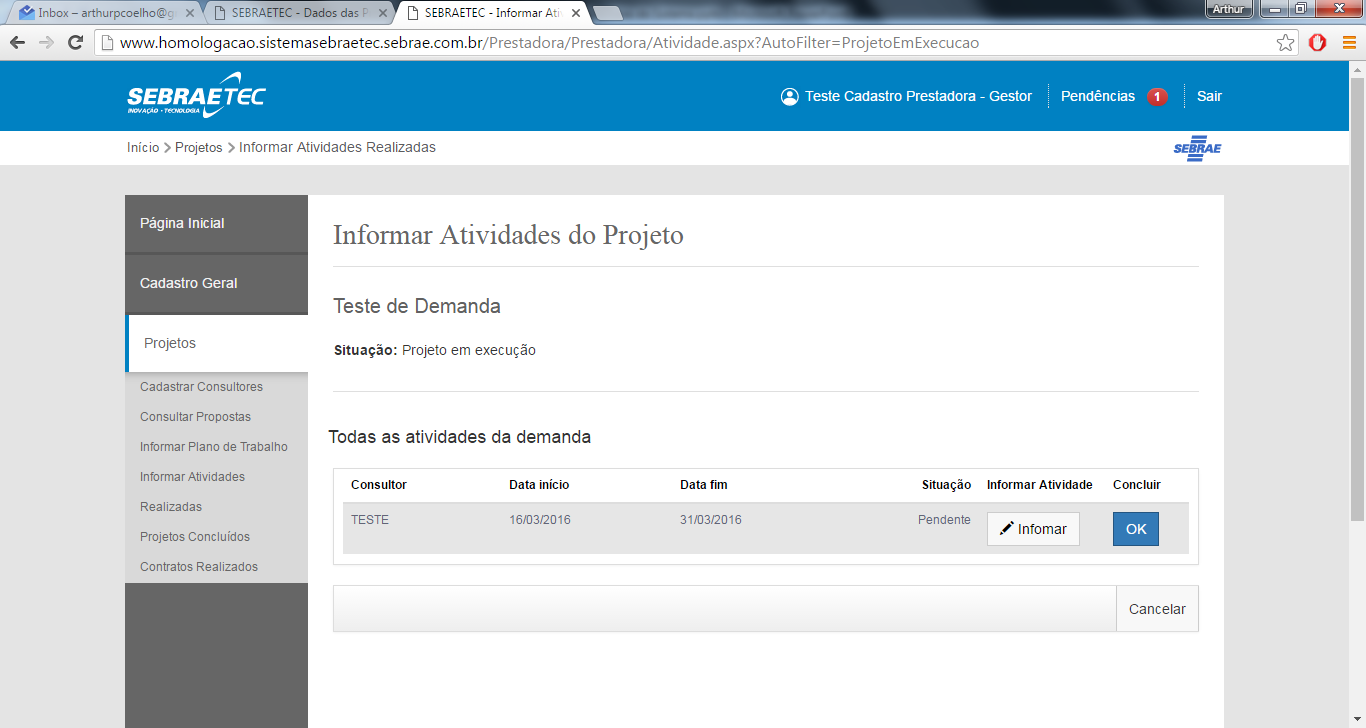 Inbox – arthurpcoelho@g
SEBRAETEC - Dados das P
SEBRAETEC - Informar Ativ
Arthur
www.homologacao.sistemasebraetec.sebrae.com.br/Prestadora/Prestadora/Atividade.aspx?AutoFilter=ProjetoEmExecucao
SEBRAETEC
INOVAÇÃO - TECNOLOGIA
Teste Cadastro Prestadora - Gestor
Pendências 1
Sair
Início > Projetos > Informar Atividades Realizadas
SEBRAE
Página Inicial
Cadastro Geral
Projetos
Cadastrar Consultores
Consultar Propostas
Informar Plano de Trabalho
Informar Atividades
Realizadas
Projetos Concluídos
Contratos Realizados
Informar Atividades do Projeto
Teste de Demanda
Situação: Projeto em execução
Todas as atividades da demanda
Consultor Data início Data fim Situação Informar Atividade Concluir
TESTE 16/03/2016 31/03/2016 Pendente Infomar OK
Cancelar